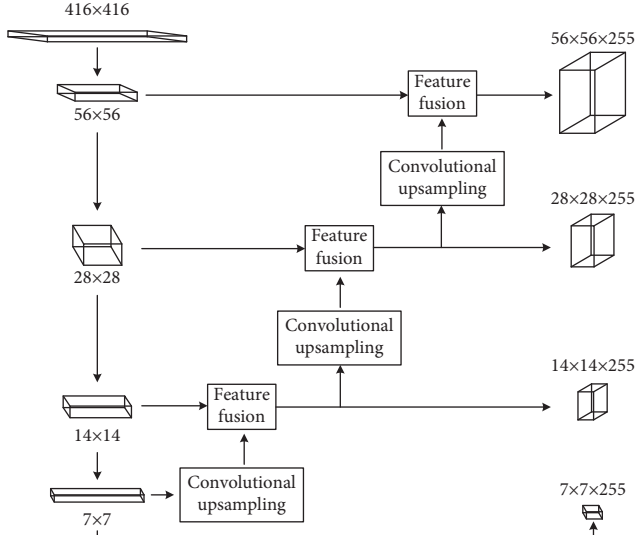 416×416
56×56×255
Feature
fusion
56×56
Convolutional
upsampling
28×28×255
Feature
fusion
28×28
Convolutional
upsampling
14×14×255
Feature
fusion
14×14
Convolutional
upsampling
7×7×255
7×7